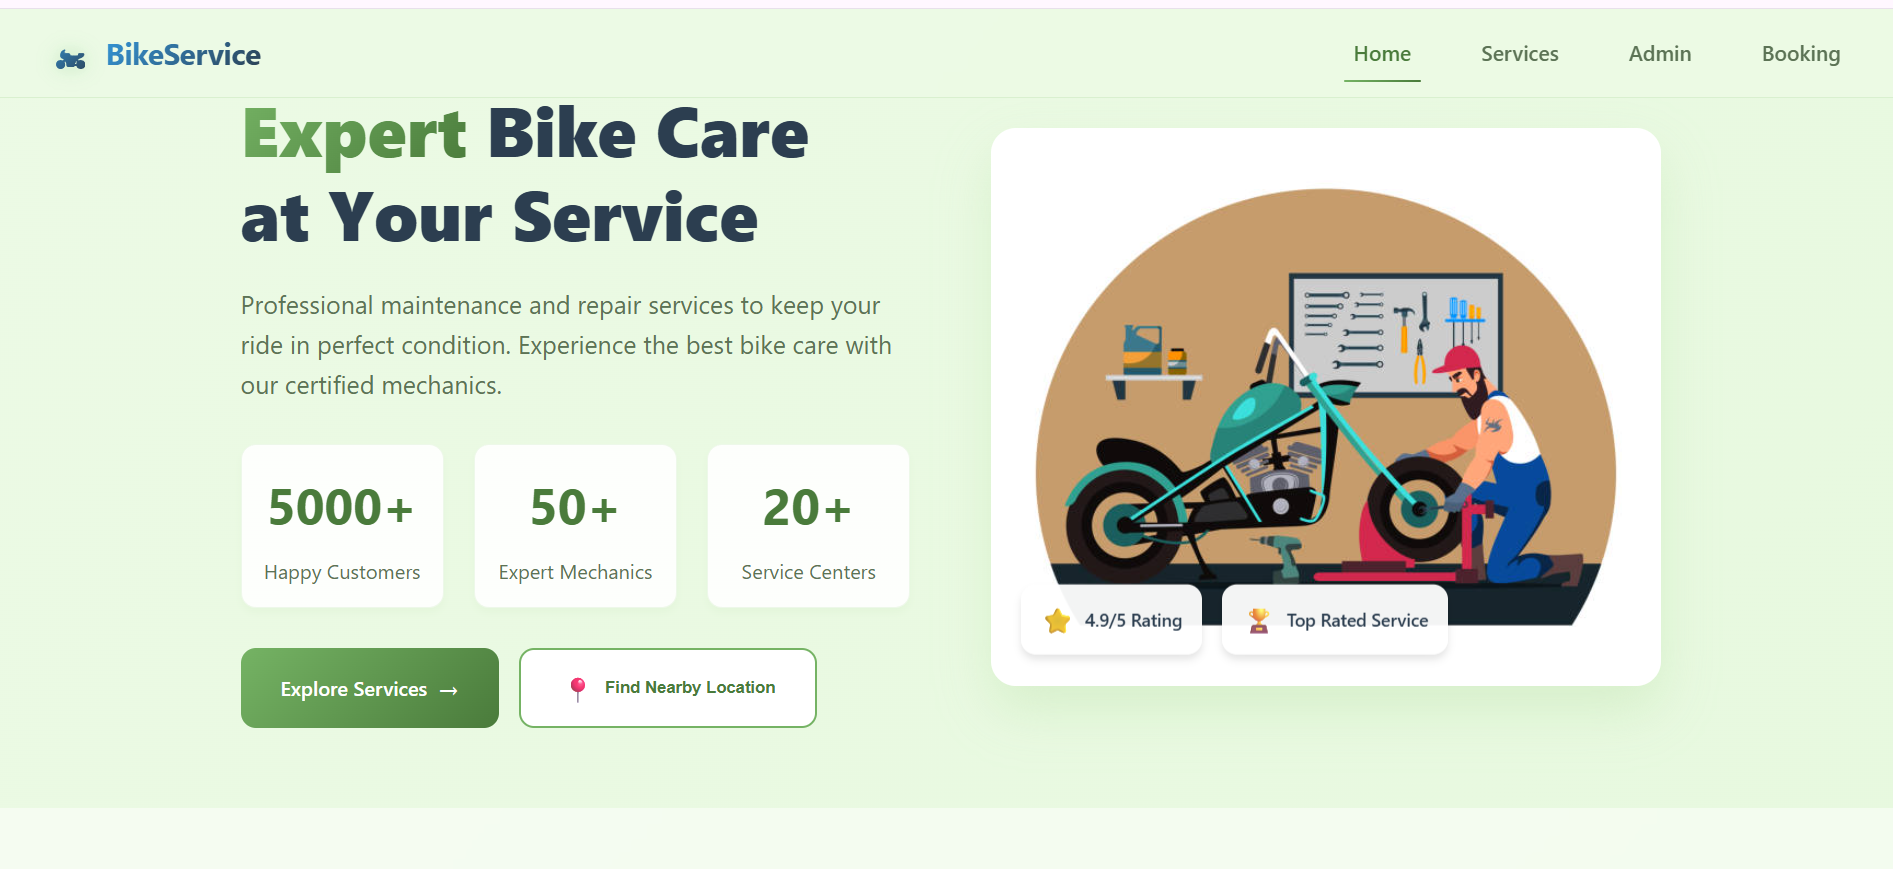 BikeService
Home
Services
Admin
Booking
Expert Bike Care
at Your Service
Professional maintenance and repair services to keep your
ride in perfect condition. Experience the best bike care with
our certified mechanics.
5000+
Happy Customers
50+
Expert Mechanics
20+
Service Centers
Explore Services →
Find Nearby Location
4.9/5 Rating
Top Rated Service